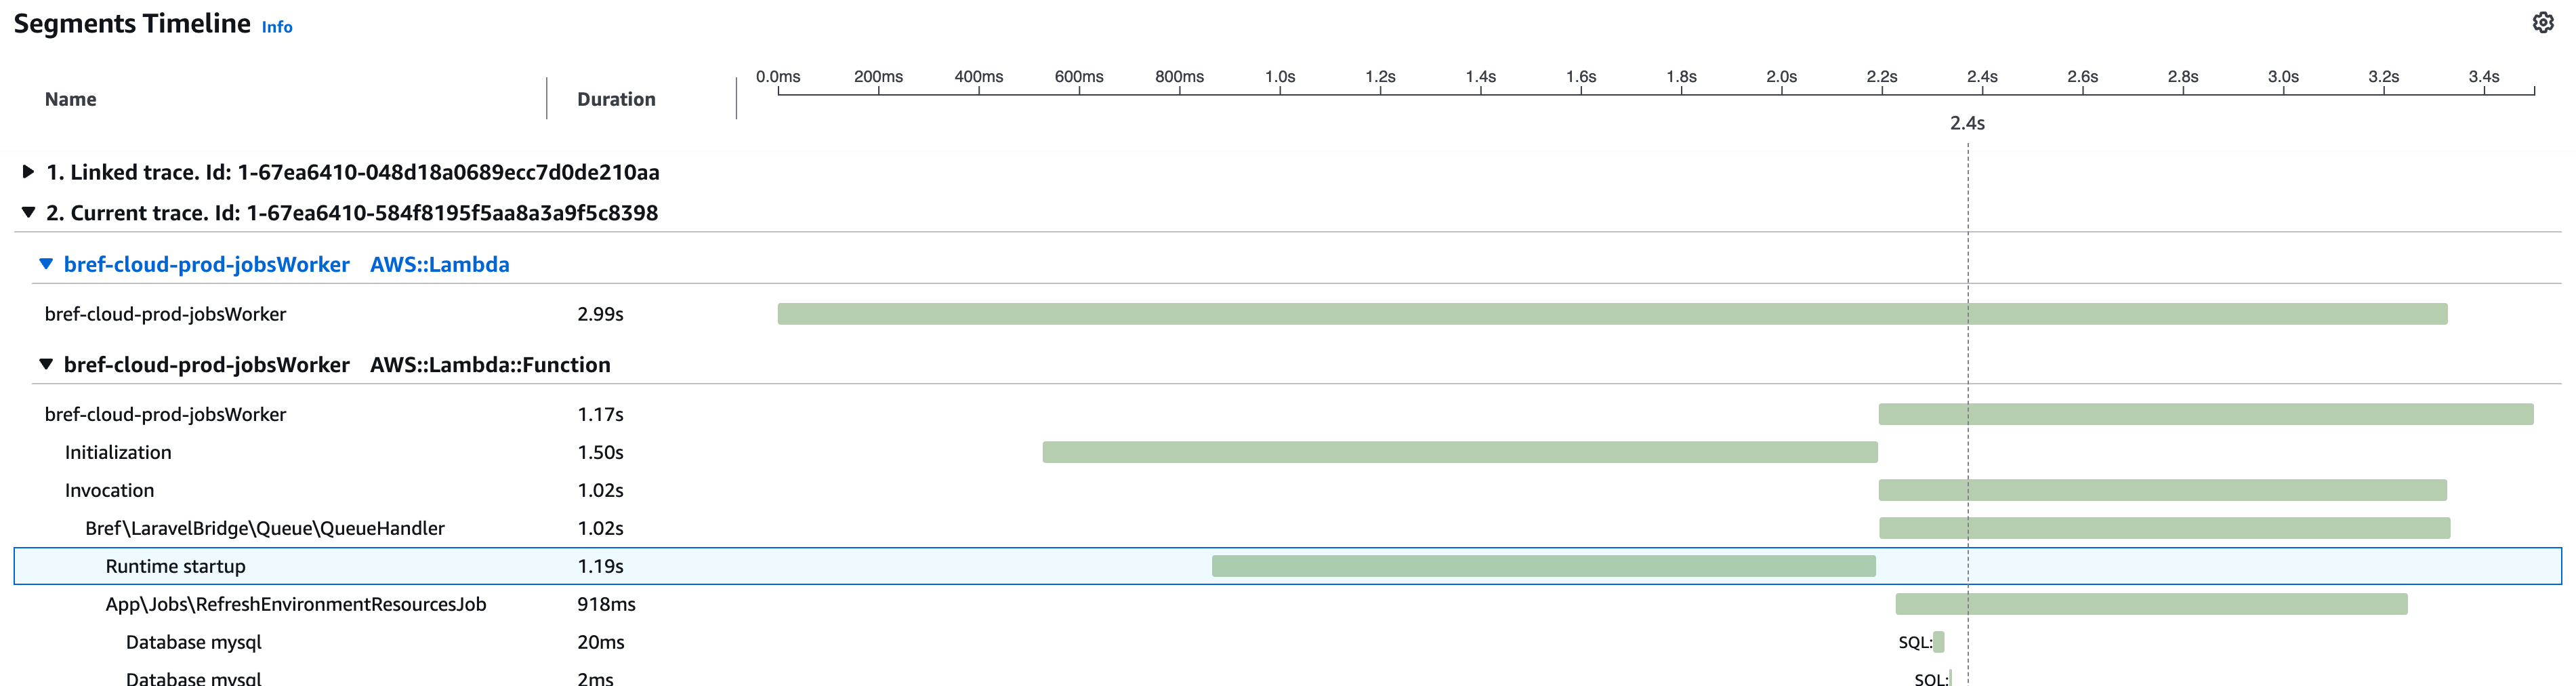 Segments Timeline Info
0.0ms 200ms 400ms 600ms 800ms 1.0s 1.2s 1.4s 1.6s 1.8s 2.0s 2.2s 2.4s 2.6s 2.8s 3.0s 3.2s 3.4s
Name Duration
2.4s
1. Linked trace. Id: 1-67ea6410-048d18a0689ecc7d0de210aa
2. Current trace. Id: 1-67ea6410-584f8195f5aa8a3a9f5c8398
bref-cloud-prod-jobsWorker AWS::Lambda
bref-cloud-prod-jobsWorker 2.99s
bref-cloud-prod-jobsWorker AWS::Lambda::Function
bref-cloud-prod-jobsWorker 1.17s
Initialization 1.50s
Invocation 1.02s
Bref\LaravelBridge\Queue\QueueHandler 1.02s
Runtime startup 1.19s
App\Jobs\RefreshEnvironmentResourcesJob 918ms
Database mysql 20ms SQL:
Database mysql 2ms SQL: